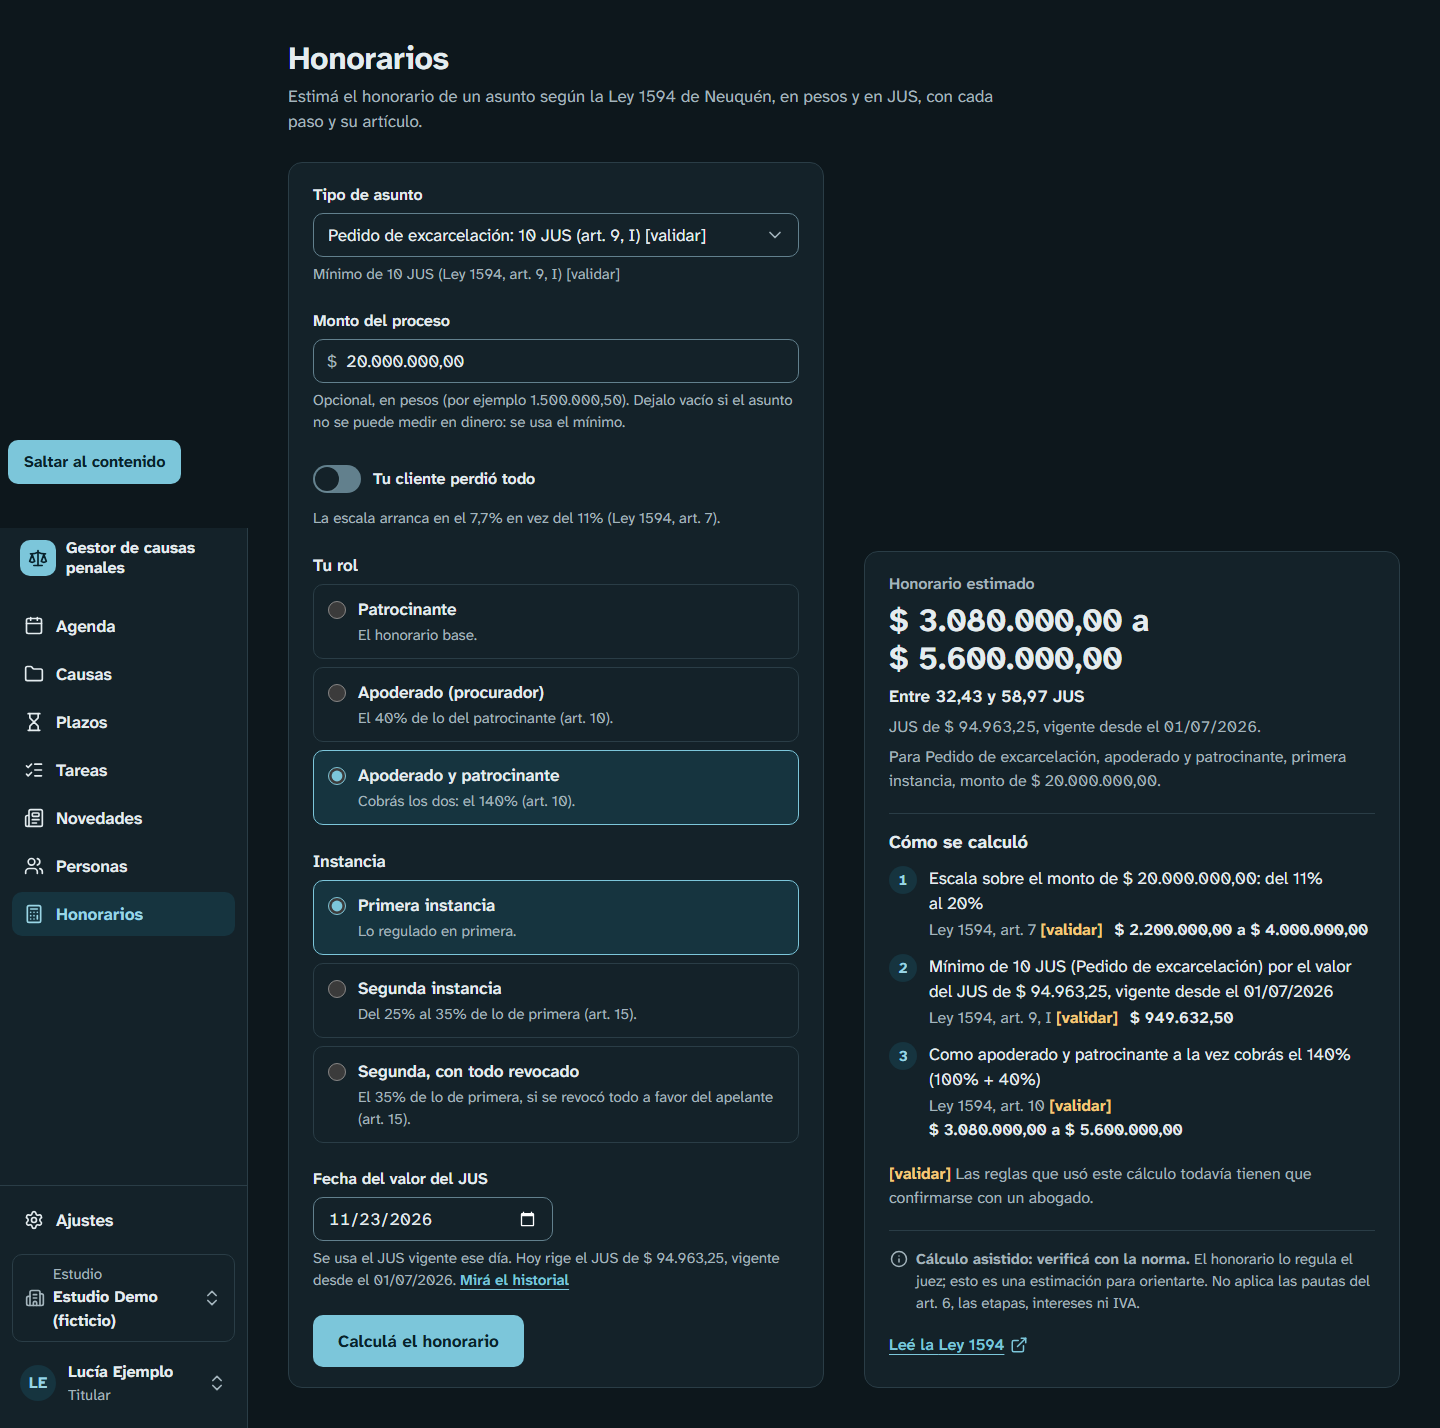 Honorarios
Estimá el honorario de un asunto según la Ley 1594 de Neuquén, en pesos y en JUS, con cada
paso y su artículo.
Saltar al contenido
Gestor de causas
penales
Agenda
Causas
Plazos
Tareas
Novedades
Personas
Honorarios
Ajustes
Estudio
Estudio Demo
(ficticio)
LE
Lucía Ejemplo
Titular
Tipo de asunto
Pedido de excarcelación: 10 JUS (art. 9, I) [validar]
Mínimo de 10 JUS (Ley 1594, art. 9, I) [validar]
Monto del proceso
$ 20.000.000,00
Opcional, en pesos (por ejemplo 1.500.000,50). Dejalo vacío si el asunto
no se puede medir en dinero: se usa el mínimo.
Tu cliente perdió todo
La escala arranca en el 7,7% en vez del 11% (Ley 1594, art. 7).
Tu rol
Patrocinante
El honorario base.
Apoderado (procurador)
El 40% de lo del patrocinante (art. 10).
Apoderado y patrocinante
Cobrás los dos: el 140% (art. 10).
Instancia
Primera instancia
Lo regulado en primera.
Segunda instancia
Del 25% al 35% de lo de primera (art. 15).
Segunda, con todo revocado
El 35% de lo de primera, si se revocó todo a favor del apelante
(art. 15).
Fecha del valor del JUS
11/23/2026
Se usa el JUS vigente ese día. Hoy rige el JUS de $ 94.963,25, vigente
desde el 01/07/2026. Mirá el historial
Calculá el honorario
Honorario estimado
$ 3.080.000,00 a
$ 5.600.000,00
Entre 32,43 y 58,97 JUS
JUS de $ 94.963,25, vigente desde el 01/07/2026.
Para Pedido de excarcelación, apoderado y patrocinante, primera
instancia, monto de $ 20.000.000,00.
Cómo se calculó
1 Escala sobre el monto de $ 20.000.000,00: del 11%
al 20%
Ley 1594, art. 7 [validar] $ 2.200.000,00 a $ 4.000.000,00
2 Mínimo de 10 JUS (Pedido de excarcelación) por el valor
del JUS de $ 94.963,25, vigente desde el 01/07/2026
Ley 1594, art. 9, I [validar] $ 949.632,50
3 Como apoderado y patrocinante a la vez cobrás el 140%
(100% + 40%)
Ley 1594, art. 10 [validar]
$ 3.080.000,00 a $ 5.600.000,00
[validar] Las reglas que usó este cálculo todavía tienen que
confirmarse con un abogado.
Cálculo asistido: verificá con la norma. El honorario lo regula el
juez; esto es una estimación para orientarte. No aplica las pautas del
art. 6, las etapas, intereses ni IVA.
Leé la Ley 1594